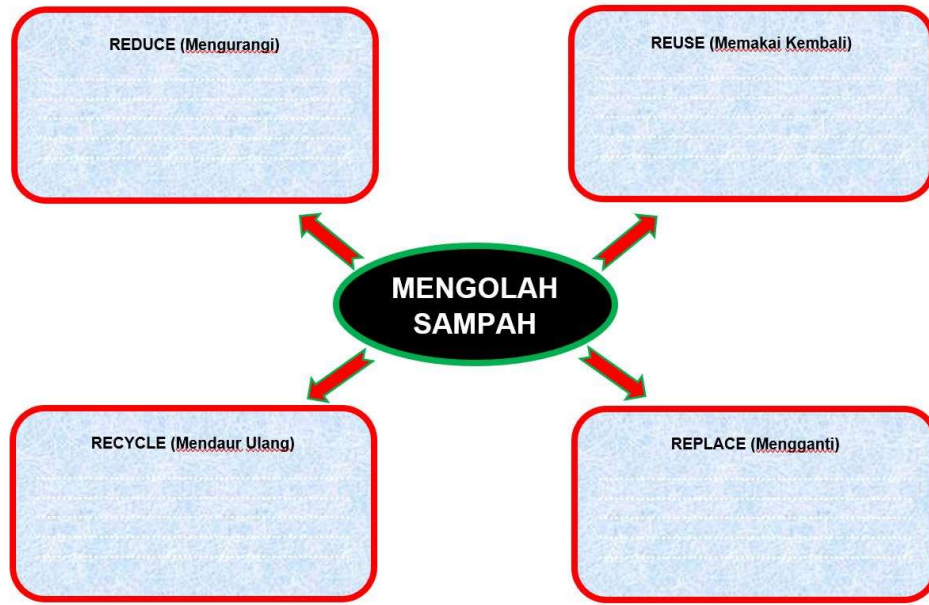 REDUCE (Mengurangi)
REUSE (Memakai Kembali)
MENGOLAH
SAMPAH
RECYCLE (Mendaur Ulang)
REPLACE (Mengganti)